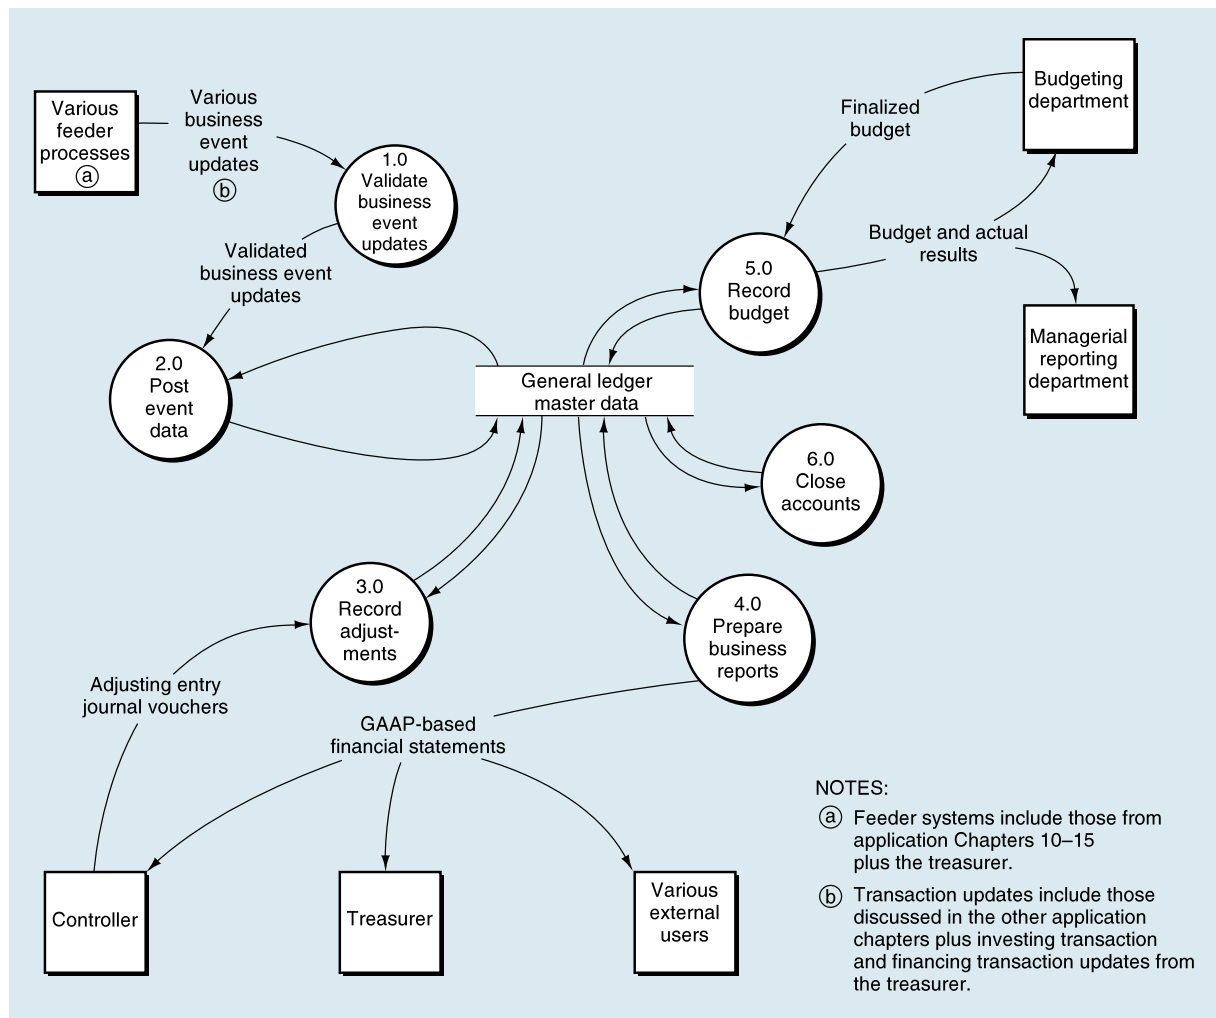 Various
feeder
processes
ⓐ
Various
business
event
updates
ⓑ
1.0
Validate
business
event
updates
Validated
business event
updates
2.0
Post
event
data
General ledger
master data
Finalized
budget
Budgeting
department
Budget and actual
results
5.0
Record
budget
Managerial
reporting
department
6.0
Close
accounts
3.0
Record
adjust-
ments
4.0
Prepare
business
reports
Adjusting entry
journal vouchers
GAAP-based
financial statements
Controller
Treasurer
Various
external
users
NOTES:
ⓐ Feeder systems include those from
application Chapters 10–15
plus the treasurer.
ⓑ Transaction updates include those
discussed in the other application
chapters plus investing transaction
and financing transaction updates from
the treasurer.